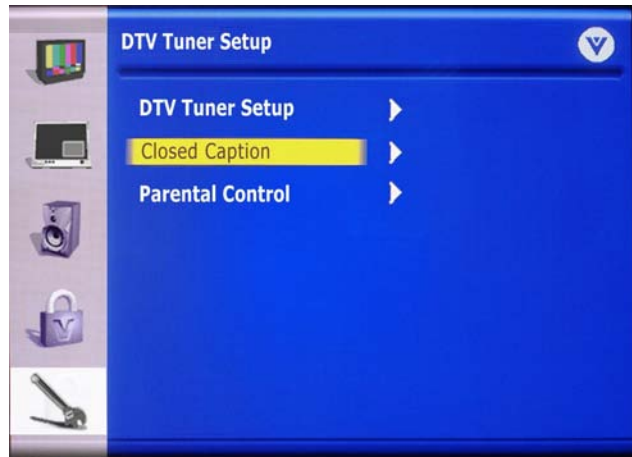 DTV Tuner Setup
DTV Tuner Setup
Closed Caption
Parental Control